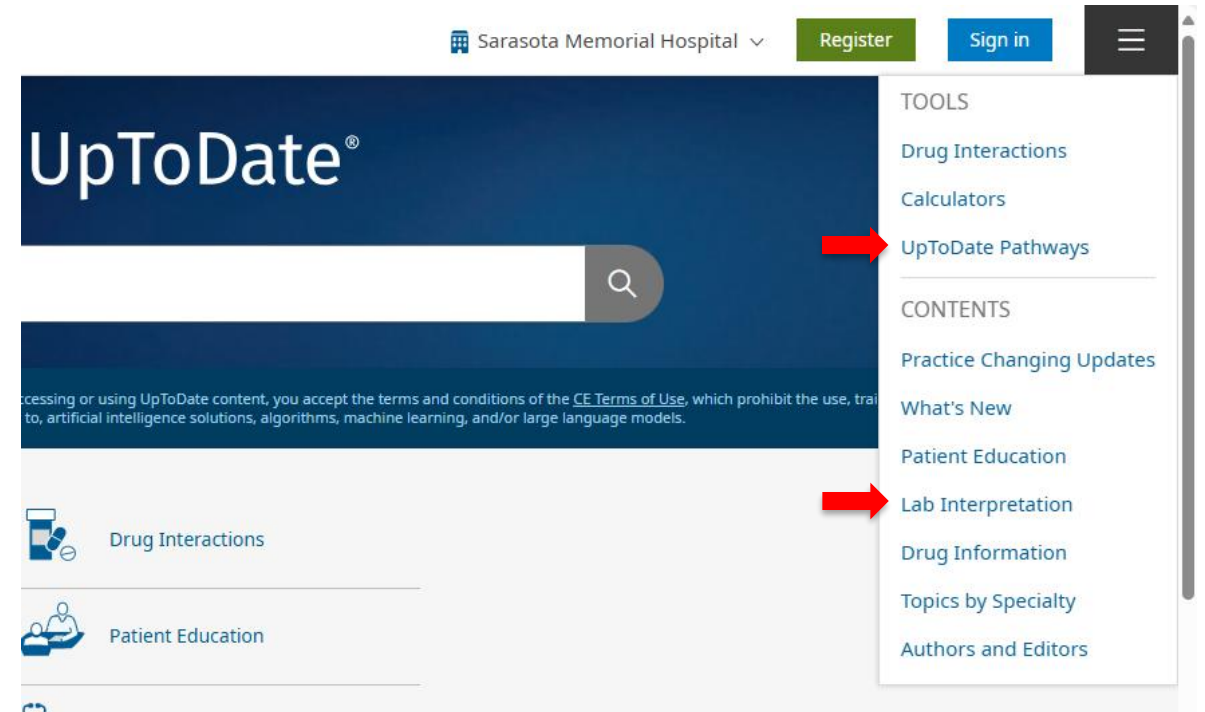 Sarasota Memorial Hospital
Register
Sign in
UpToDate®
TOOLS
Drug Interactions
Calculators
UpToDate Pathways
CONTENTS
Practice Changing Updates
What's New
Patient Education
Lab Interpretation
Drug Information
Topics by Specialty
Authors and Editors
using UpToDate content, you accept the terms and conditions of the CE Terms of Use, which prohibit the use,
to, artificial intelligence solutions, algorithms, machine learning, and/or large language models.
Drug Interactions
Patient Education